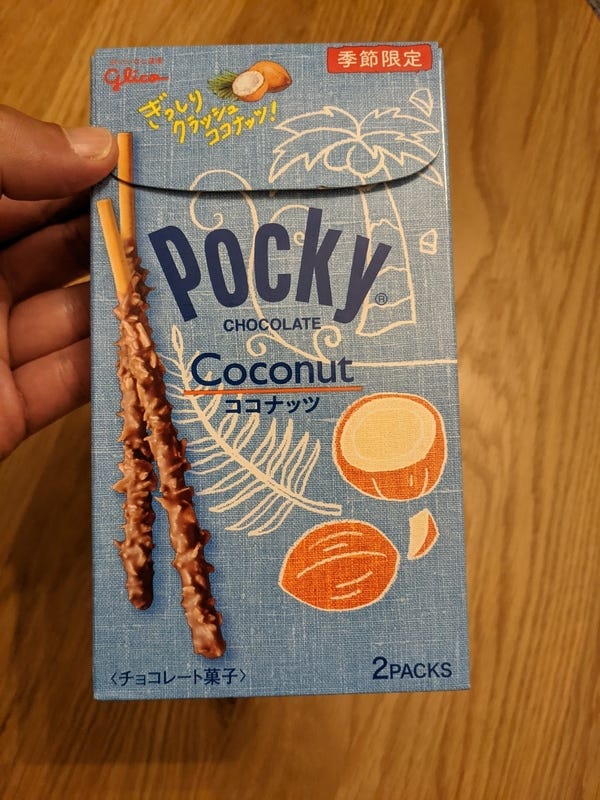 glico
季節限定
ぎっしり
クラッシュ
ココナッツ!
Pocky®
CHOCOLATE
Coconut
ココナッツ
〈チョコレート菓子〉
2PACKS